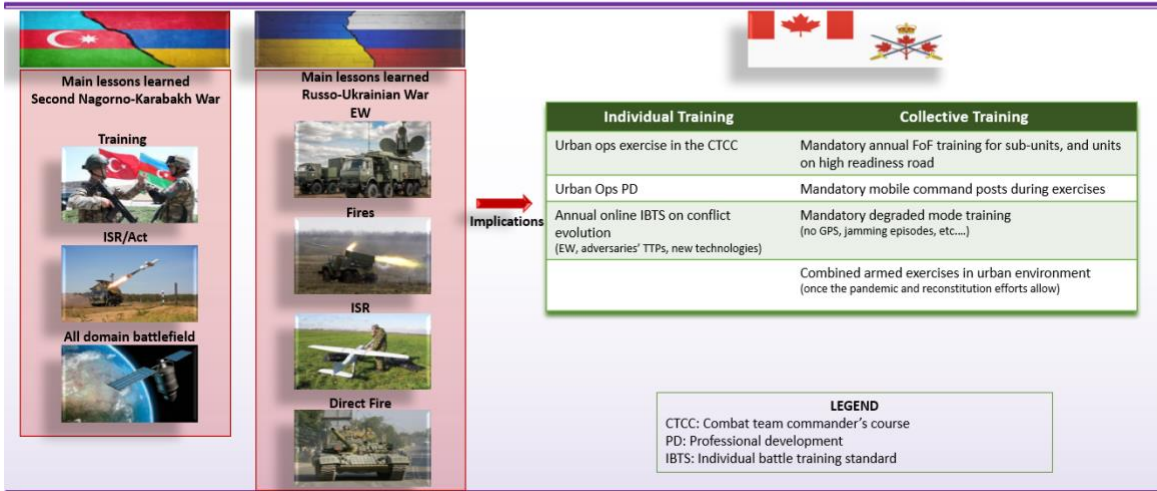 Main lessons learned
Second Nagorno-Karabakh War
Training
ISR/Act
All domain battlefield
Main lessons learned
Russo-Ukrainian War
EW
Fires
ISR
Direct Fire
Implications
Individual Training
Collective Training
Urban ops exercise in the CTCC
Mandatory annual FoF training for sub-units, and units
on high readiness road
Urban Ops PD
Mandatory mobile command posts during exercises
Annual online IBTS on conflict
evolution
(EW, adversaries’ TTPs, new technologies)
Mandatory degraded mode training
(no GPS, jamming episodes, etc.…)
Combined armed exercises in urban environment
(once the pandemic and reconstitution efforts allow)
LEGEND
CTCC: Combat team commander’s course
PD: Professional development
IBTS: Individual battle training standard